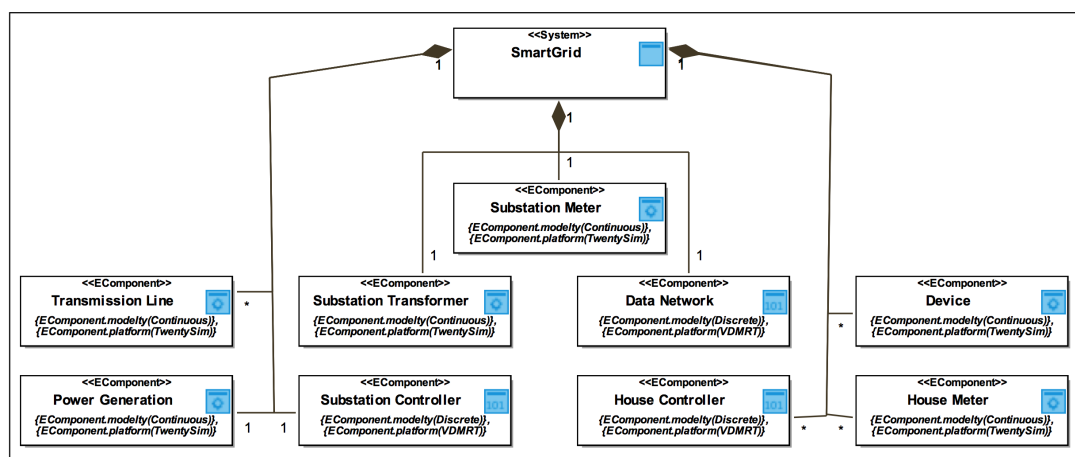 <<System>>
SmartGrid
1
1
1
1
<<EComponent>>
Substation Meter
{EComponent.modelty(Continuous)},
{EComponent.platform(TwentySim)}
1
1
<<EComponent>>
Transmission Line
{EComponent.modelty(Continuous)},
{EComponent.platform(TwentySim)}
*
<<EComponent>>
Substation Transformer
{EComponent.modelty(Continuous)},
{EComponent.platform(TwentySim)}
<<EComponent>>
Data Network
101
{EComponent.modelty(Discrete)},
{EComponent.platform(VDMRT)}
*
<<EComponent>>
Device
{EComponent.modelty(Continuous)},
{EComponent.platform(TwentySim)}
<<EComponent>>
Power Generation
{EComponent.modelty(Continuous)},
{EComponent.platform(TwentySim)}
1
1
<<EComponent>>
Substation Controller
101
{EComponent.modelty(Discrete)},
{EComponent.platform(VDMRT)}
<<EComponent>>
House Controller
101
{EComponent.modelty(Discrete)},
{EComponent.platform(VDMRT)}
*
*
<<EComponent>>
House Meter
{EComponent.modelty(Continuous)},
{EComponent.platform(TwentySim)}